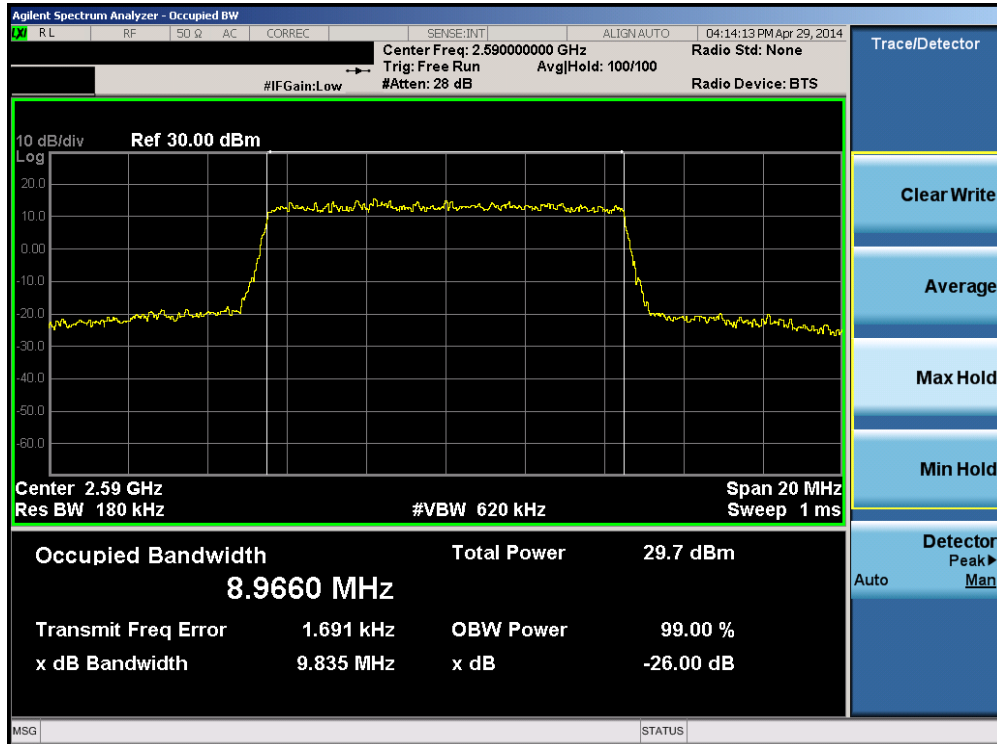 Agilent Spectrum Analyzer - Occupied BW
LXI RL RF 50 Ω AC CORREC SENSE:INT ALIGN AUTO 04:14:13 PM Apr 29, 2014
Center Freq: 2.590000000 GHz Radio Std: None
Trig: Free Run Avg|Hold: 100/100
#IFGain:Low #Atten: 28 dB Radio Device: BTS
10 dB/div Ref 30.00 dBm
Log
20.0
10.0
0.00
-10.0
-20.0
-30.0
-40.0
-50.0
-60.0
Center 2.59 GHz Span 20 MHz
Res BW 180 kHz #VBW 620 kHz Sweep 1 ms
Occupied Bandwidth Total Power 29.7 dBm
8.9660 MHz
Transmit Freq Error 1.691 kHz OBW Power 99.00 %
x dB Bandwidth 9.835 MHz x dB -26.00 dB
MSG STATUS
Trace/Detector
Clear Write
Average
Max Hold
Min Hold
Detector
Peak▶
Auto Man